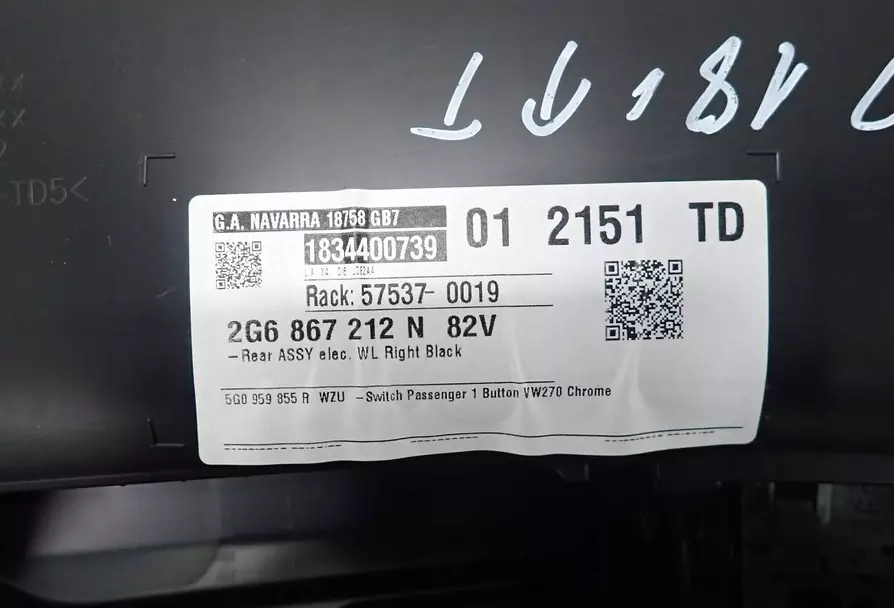 -TD5<
G.A. NAVARRA 18758 GB7
01 2151 TD
1834400739
Rack: 57537- 0019
2G6 867 212 N 82V
-Rear ASSY elec. WL Right Black
5G0 959 855 R WZU -Switch Passenger 1 Button VW270 Chrome